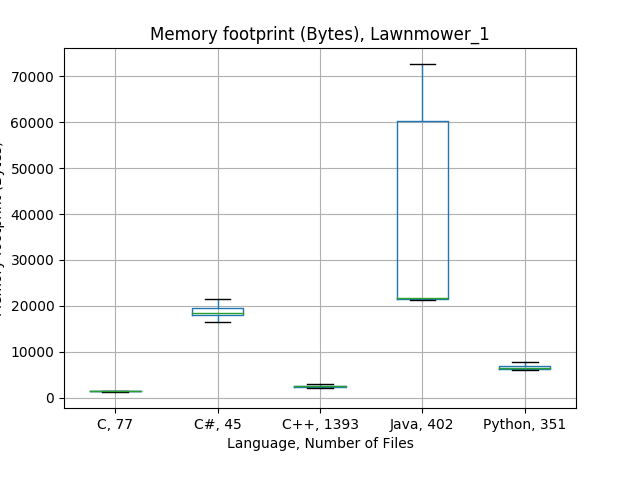 Memory footprint (Bytes), Lawnmower_1
70000
60000
50000
40000
30000
20000
10000
0
C, 77
C#, 45
C++, 1393
Java, 402
Python, 351
Language, Number of Files